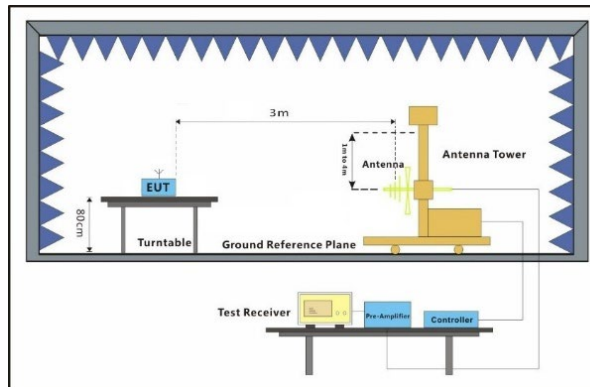 3m
1m to 4m
Antenna
Antenna Tower
EUT
80cm
Turntable
Ground Reference Plane
Test Receiver
Pre-Amplifier
Controller